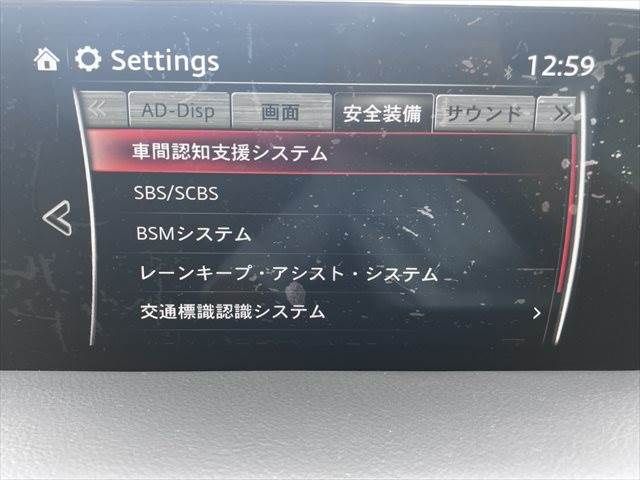 Settings 12:59
AD-Disp 画面 安全装備 サウンド
車間認知支援システム
SBS/SCBS
BSMシステム
レーンキープ・アシスト・システム
交通標識認識システム